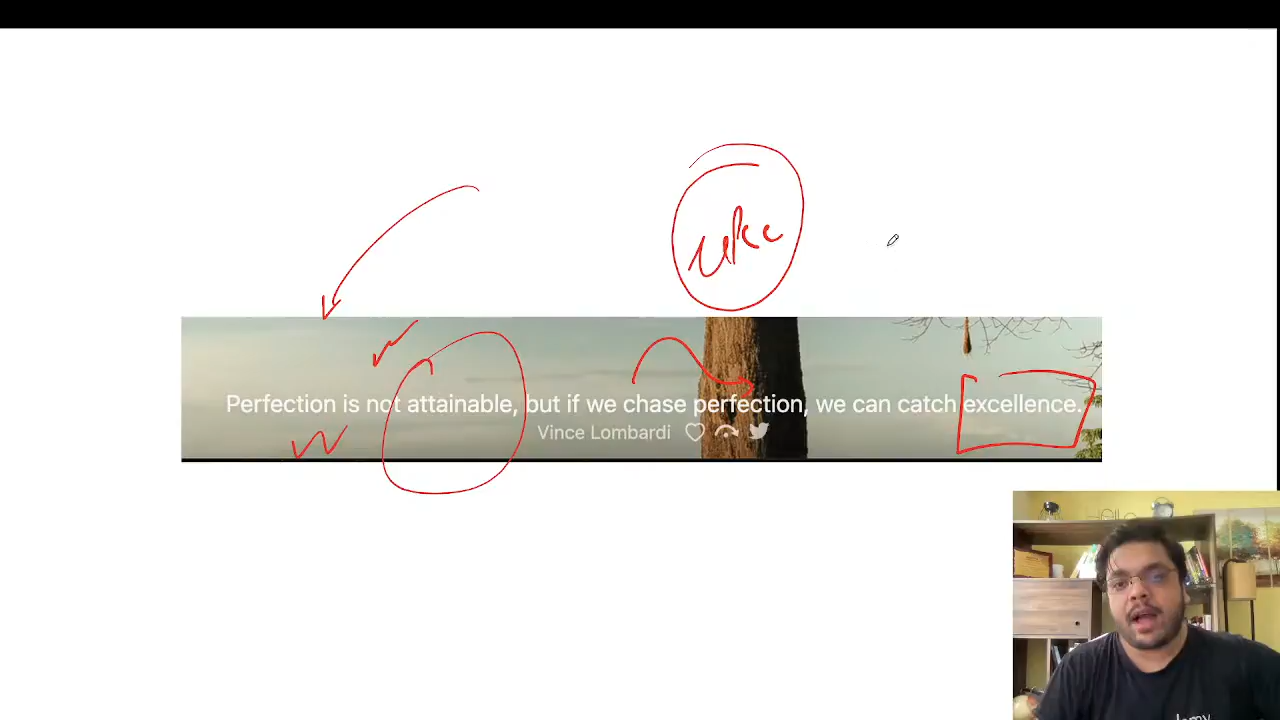 Perfection is not attainable, but if we chase perfection, we can catch excellence.
Vince Lombardi